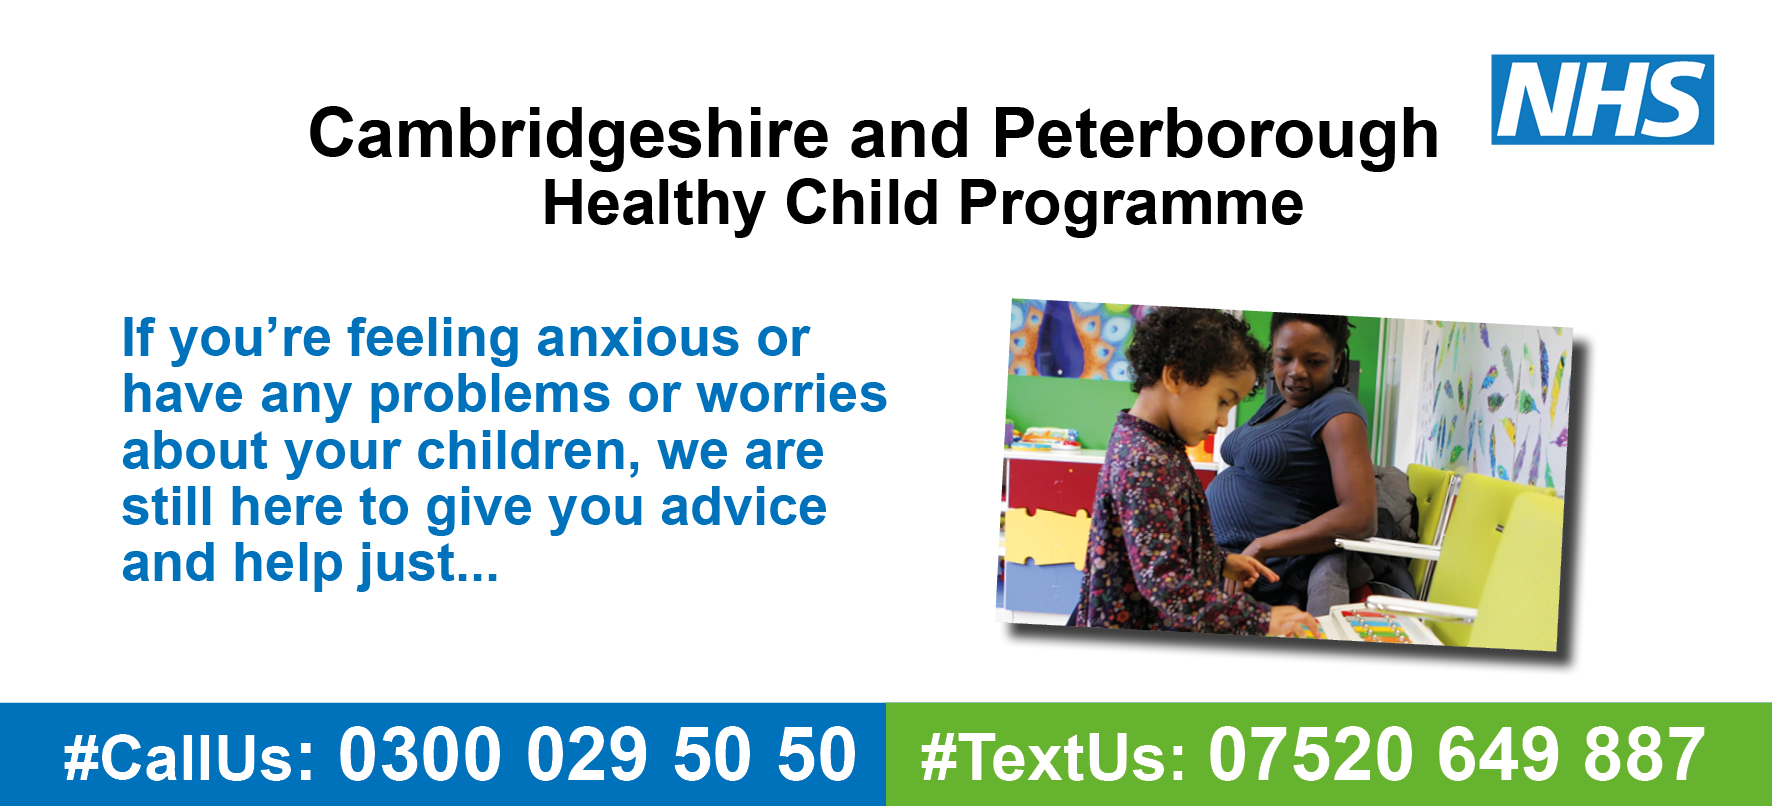 NHS
Cambridgeshire and Peterborough
Healthy Child Programme
If you’re feeling anxious or
have any problems or worries
about your children, we are
still here to give you advice
and help just...
#CallUs: 0300 029 50 50
#TextUs: 07520 649 887